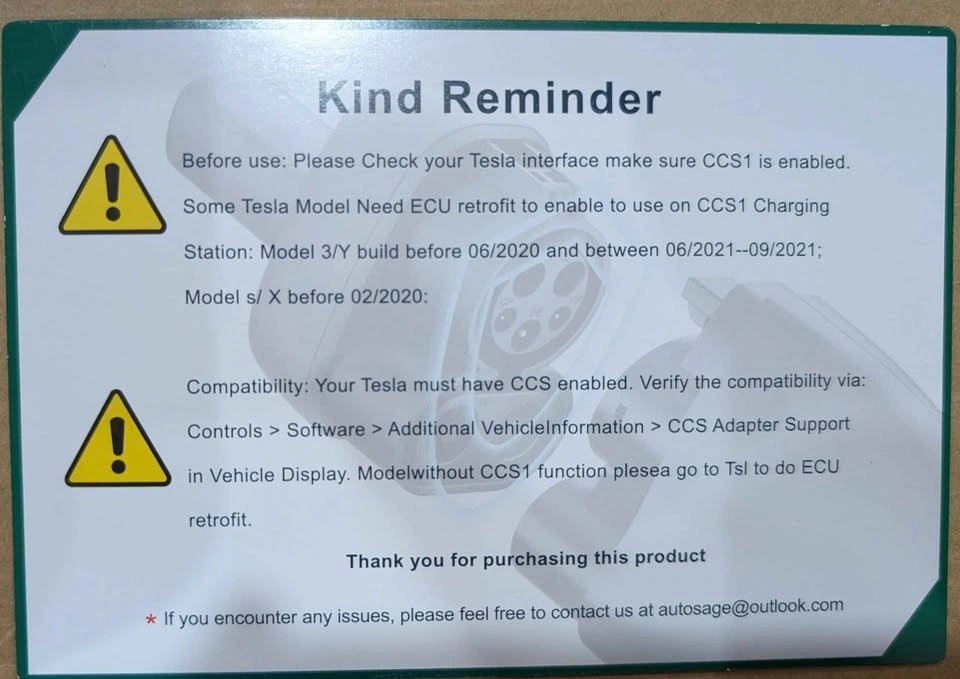 Kind Reminder
Before use: Please Check your Tesla interface make sure CCS1 is enabled.
Some Tesla Model Need ECU retrofit to enable to use on CCS1 Charging
Station: Model 3/Y build before 06/2020 and between 06/2021--09/2021;
Model s/ X before 02/2020:
Compatibility: Your Tesla must have CCS enabled. Verify the compatibility via:
Controls > Software > Additional VehicleInformation > CCS Adapter Support
in Vehicle Display. Modelwithout CCS1 function plesea go to Tsl to do ECU
retrofit.
Thank you for purchasing this product
* If you encounter any issues, please feel free to contact us at autosage@outlook.com